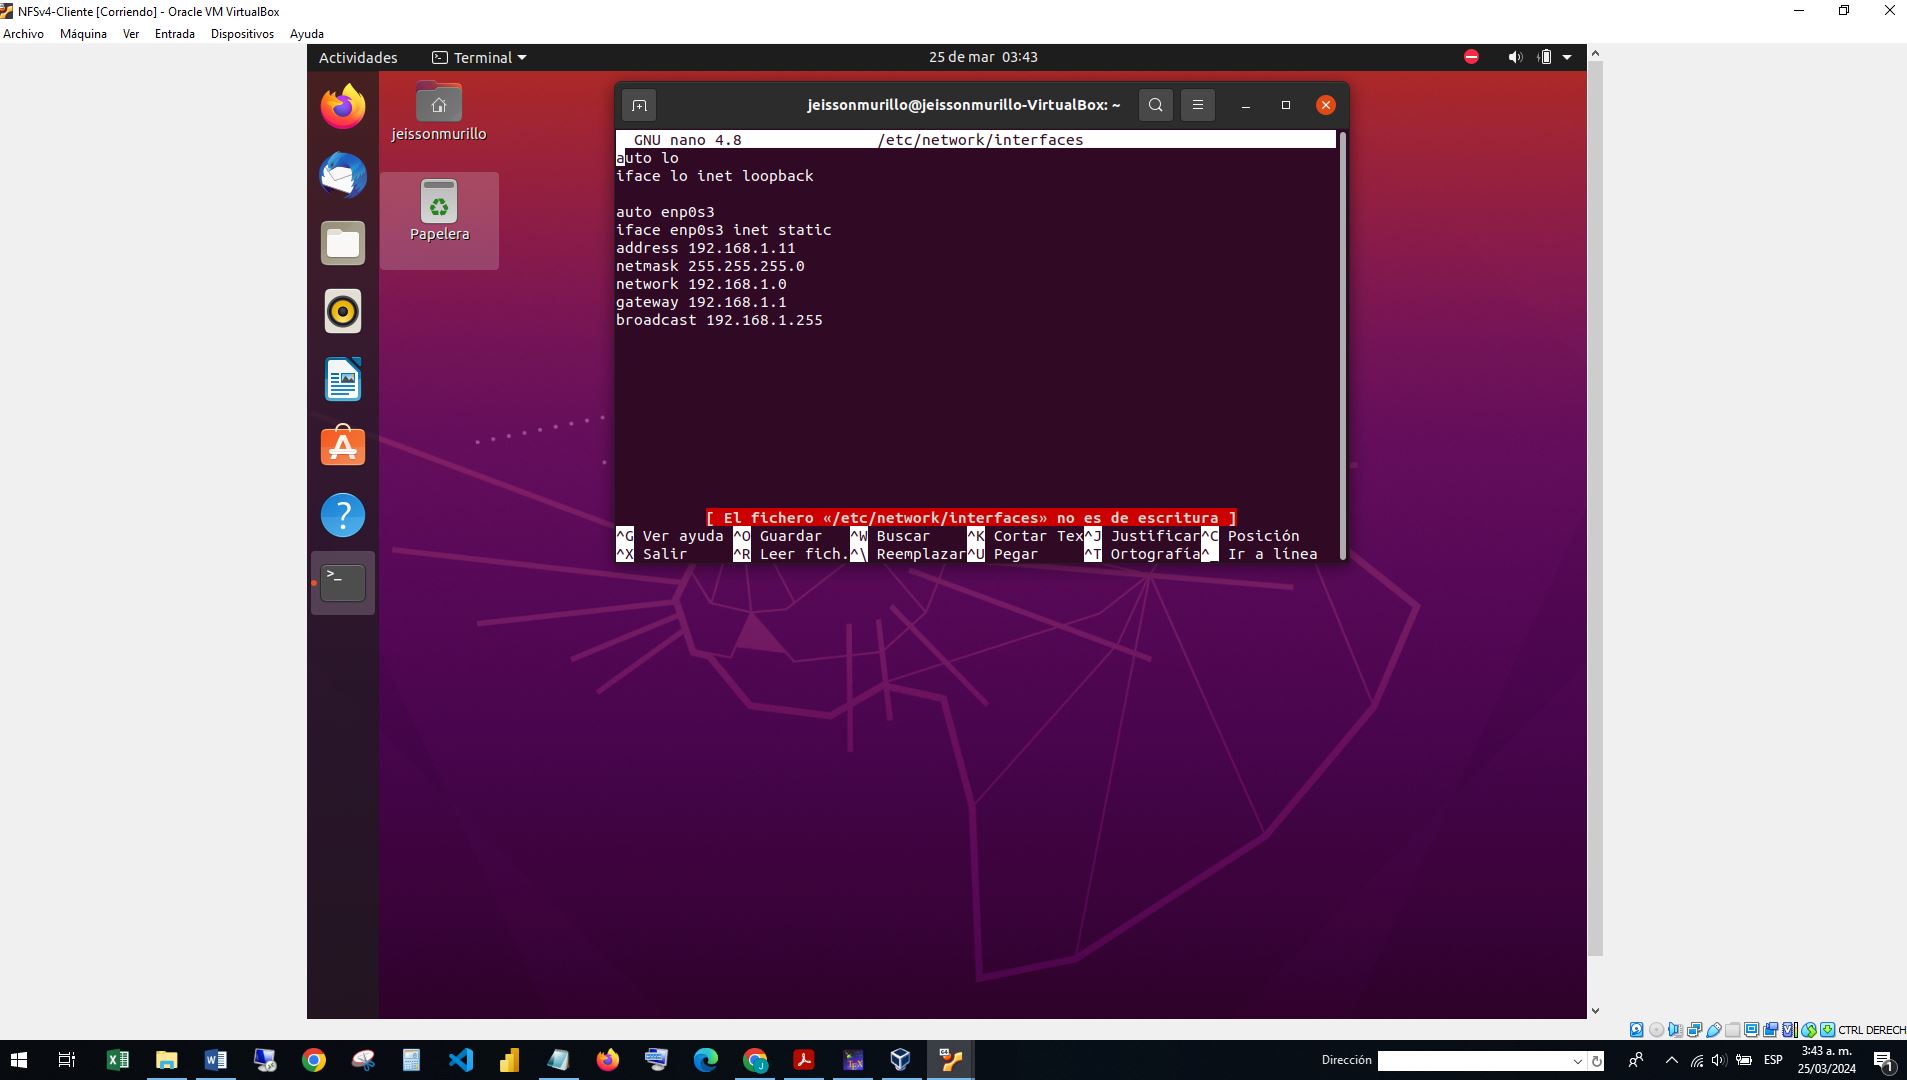 NFSv4-Cliente [Corriendo] - Oracle VM VirtualBox
Archivo Máquina Ver Entrada Dispositivos Ayuda
Actividades Terminal 25 de mar 03:43
jeissonmurillo
Papelera
jeissonmurillo@jeissonmurillo-VirtualBox: ~
GNU nano 4.8 /etc/network/interfaces
auto lo
iface lo inet loopback
auto enp0s3
iface enp0s3 inet static
address 192.168.1.11
netmask 255.255.255.0
network 192.168.1.0
gateway 192.168.1.1
broadcast 192.168.1.255
[ El fichero «/etc/network/interfaces» no es de escritura ]
^G Ver ayuda ^O Guardar ^W Buscar ^K Cortar Tex^J Justificar^C Posición
^X Salir ^R Leer fich.^\ Reemplazar^U Pegar ^T Ortografía^_ Ir a línea
CTRL DERECH
Dirección ESP 3:43 a. m.
25/03/2024 1